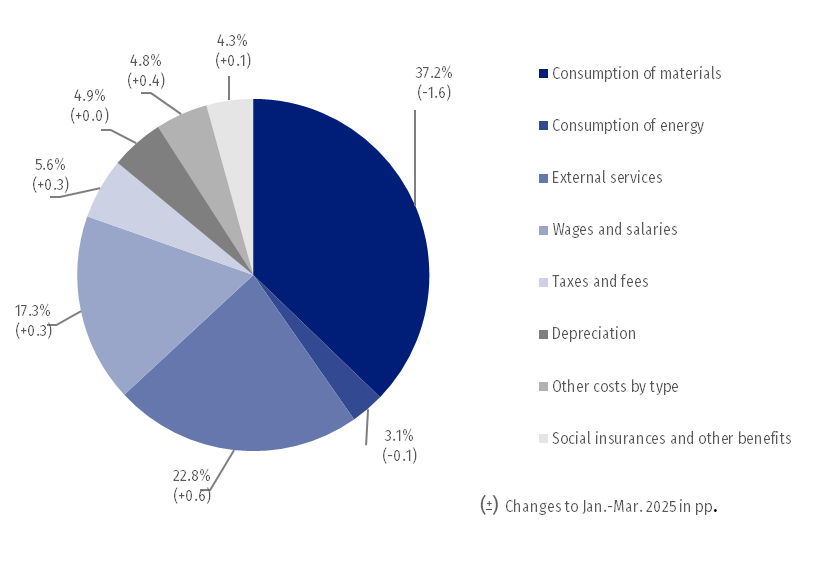 4.3%
(+0.1)
4.8%
(+0.4)
4.9%
(+0.0)
5.6%
(+0.3)
17.3%
(+0.3)
22.8%
(+0.6)
3.1%
(-0.1)
37.2%
(-1.6)
Consumption of materials
Consumption of energy
External services
Wages and salaries
Taxes and fees
Depreciation
Other costs by type
Social insurances and other benefits
(±) Changes to Jan.-Mar. 2025 in pp.